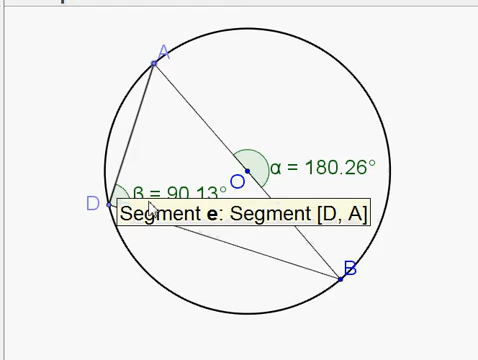 A
α = 180.26°
O
D
β = 90.13°
Segment e: Segment [D, A]
B